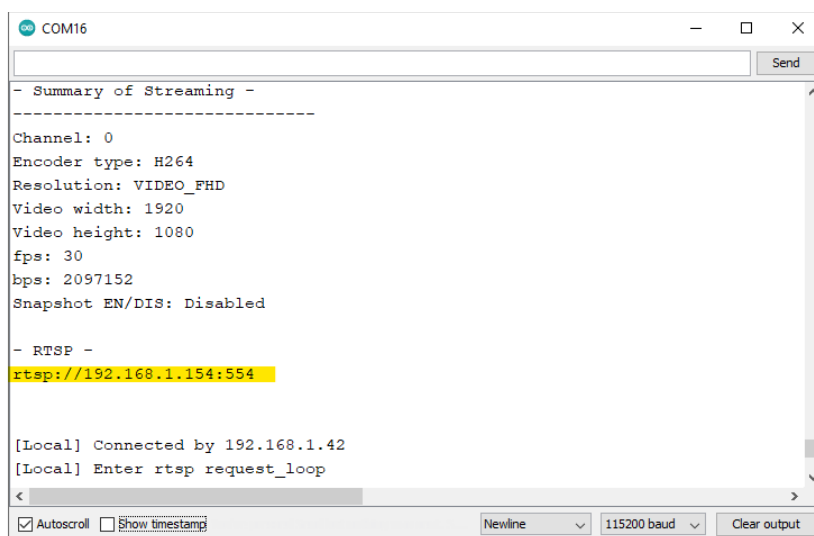 COM16
Send
- Summary of Streaming -
------------------------------
Channel: 0
Encoder type: H264
Resolution: VIDEO_FHD
Video width: 1920
Video height: 1080
fps: 30
bps: 2097152
Snapshot EN/DIS: Disabled
- RTSP -
rtsp://192.168.1.154:554
[Local] Connected by 192.168.1.42
[Local] Enter rtsp request_loop
Autoscroll Show timestamp Newline 115200 baud Clear output